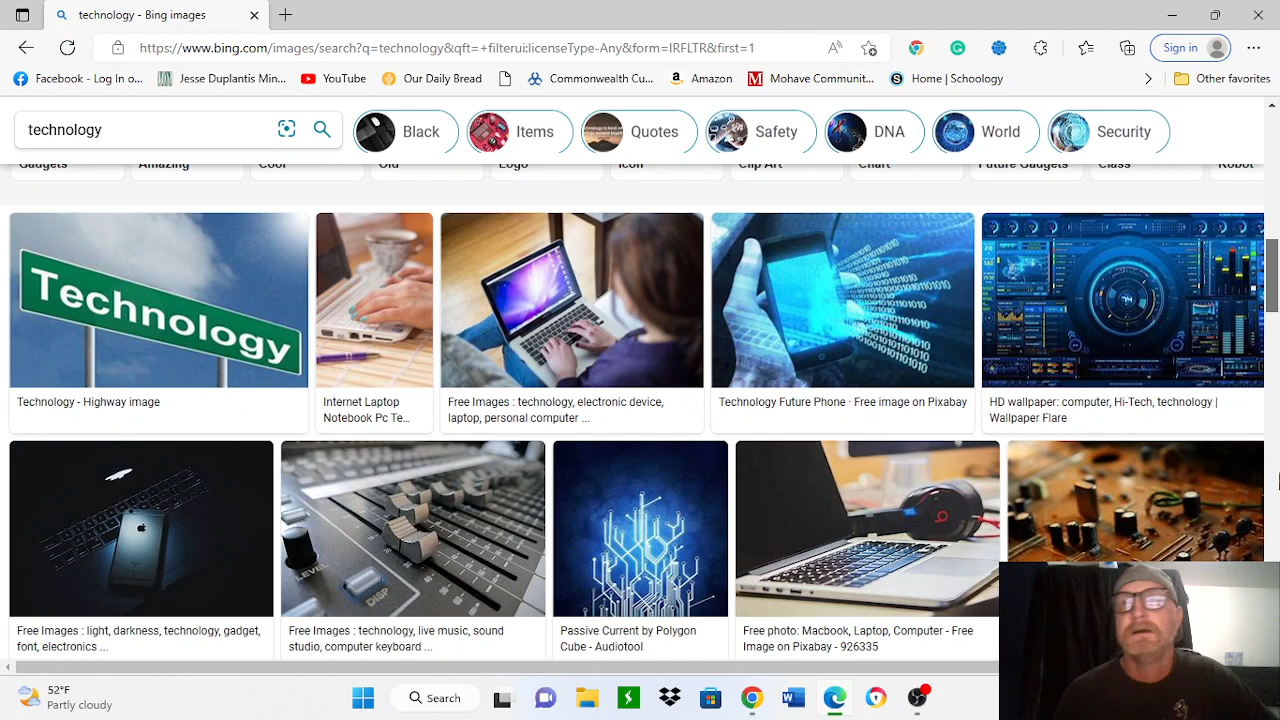 technology - Bing images
https://www.bing.com/images/search?q=technology&qft=+filterui:licenseType-Any&form=IRFLTR&first=1
Sign in
Facebook - Log In o...
Jesse Duplantis Min...
YouTube
Our Daily Bread
Commonwealth Cu...
Amazon
Mohave Communit...
Home | Schoology
Other favorites
technology
Black
Items
Quotes
Safety
DNA
World
Security
Gadgets
Amazing
Cool
Old
Logo
Icon
Clip Art
Chart
Future Gadgets
Class
Robot
Technology
Technology - Highway image
Internet Laptop
Notebook Pc Te...
Free Images : technology, electronic device,
laptop, personal computer ...
Technology Future Phone · Free image on Pixabay
HD wallpaper: computer, Hi-Tech, technology |
Wallpaper Flare
LEVEL
DISP
Free Images : light, darkness, technology, gadget,
font, electronics ...
Free Images : technology, live music, sound
studio, computer keyboard ...
Passive Current by Polygon
Cube - Audiotool
Free photo: Macbook, Laptop, Computer - Free
Image on Pixabay - 926335
52°F
Partly cloudy
Search